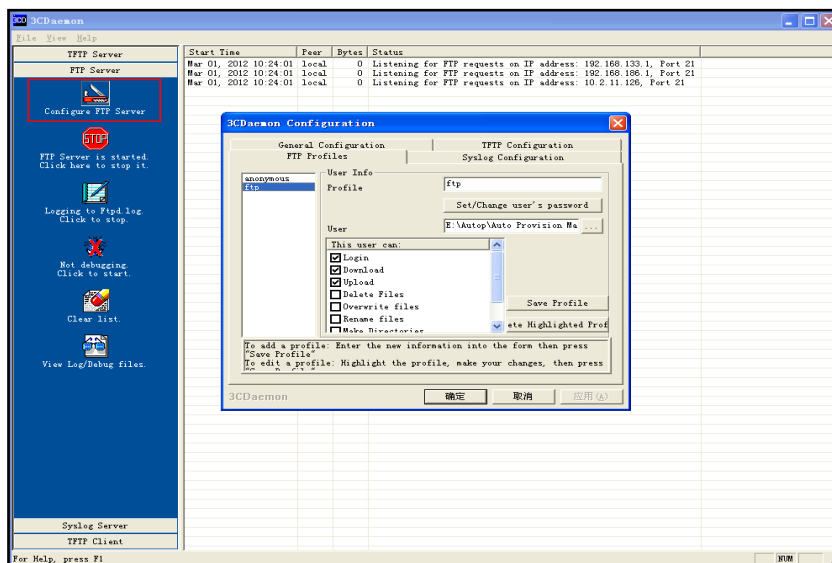 3CD 3CDaemon
File View Help
TFTP Server
FTP Server
Configure FTP Server
STOP
FTP Server is started.
Click here to stop it.
Logging to Ftpd.log.
Click to stop.
Not debugging.
Click to start.
Clear list.
View Log/Debug files.
Syslog Server
TFTP Client
For Help, press F1
NUM
Start Time Peer Bytes Status
Mar 01, 2012 10:24:01 local 0 Listening for FTP requests on IP address: 192.168.133.1, Port 21
Mar 01, 2012 10:24:01 local 0 Listening for FTP requests on IP address: 192.168.186.1, Port 21
Mar 01, 2012 10:24:01 local 0 Listening for FTP requests on IP address: 10.2.11.126, Port 21
3CDaemon Configuration
General Configuration TFTP Configuration
FTP Profiles Syslog Configuration
anonymous
ftp
User Info
Profile ftp
Set/Change user's password
User E:\Autop\Auto Provision Ma ...
This user can:
Login
Download
Upload
Delete Files
Overwrite files
Rename files
Make Directories
Save Profile
ete Highlighted Prof
To add a profile: Enter the new information into the form then press
"Save Profile"
To edit a profile: Highlight the profile, make your changes, then press
3CDaemon
确定 取消 应用(A)